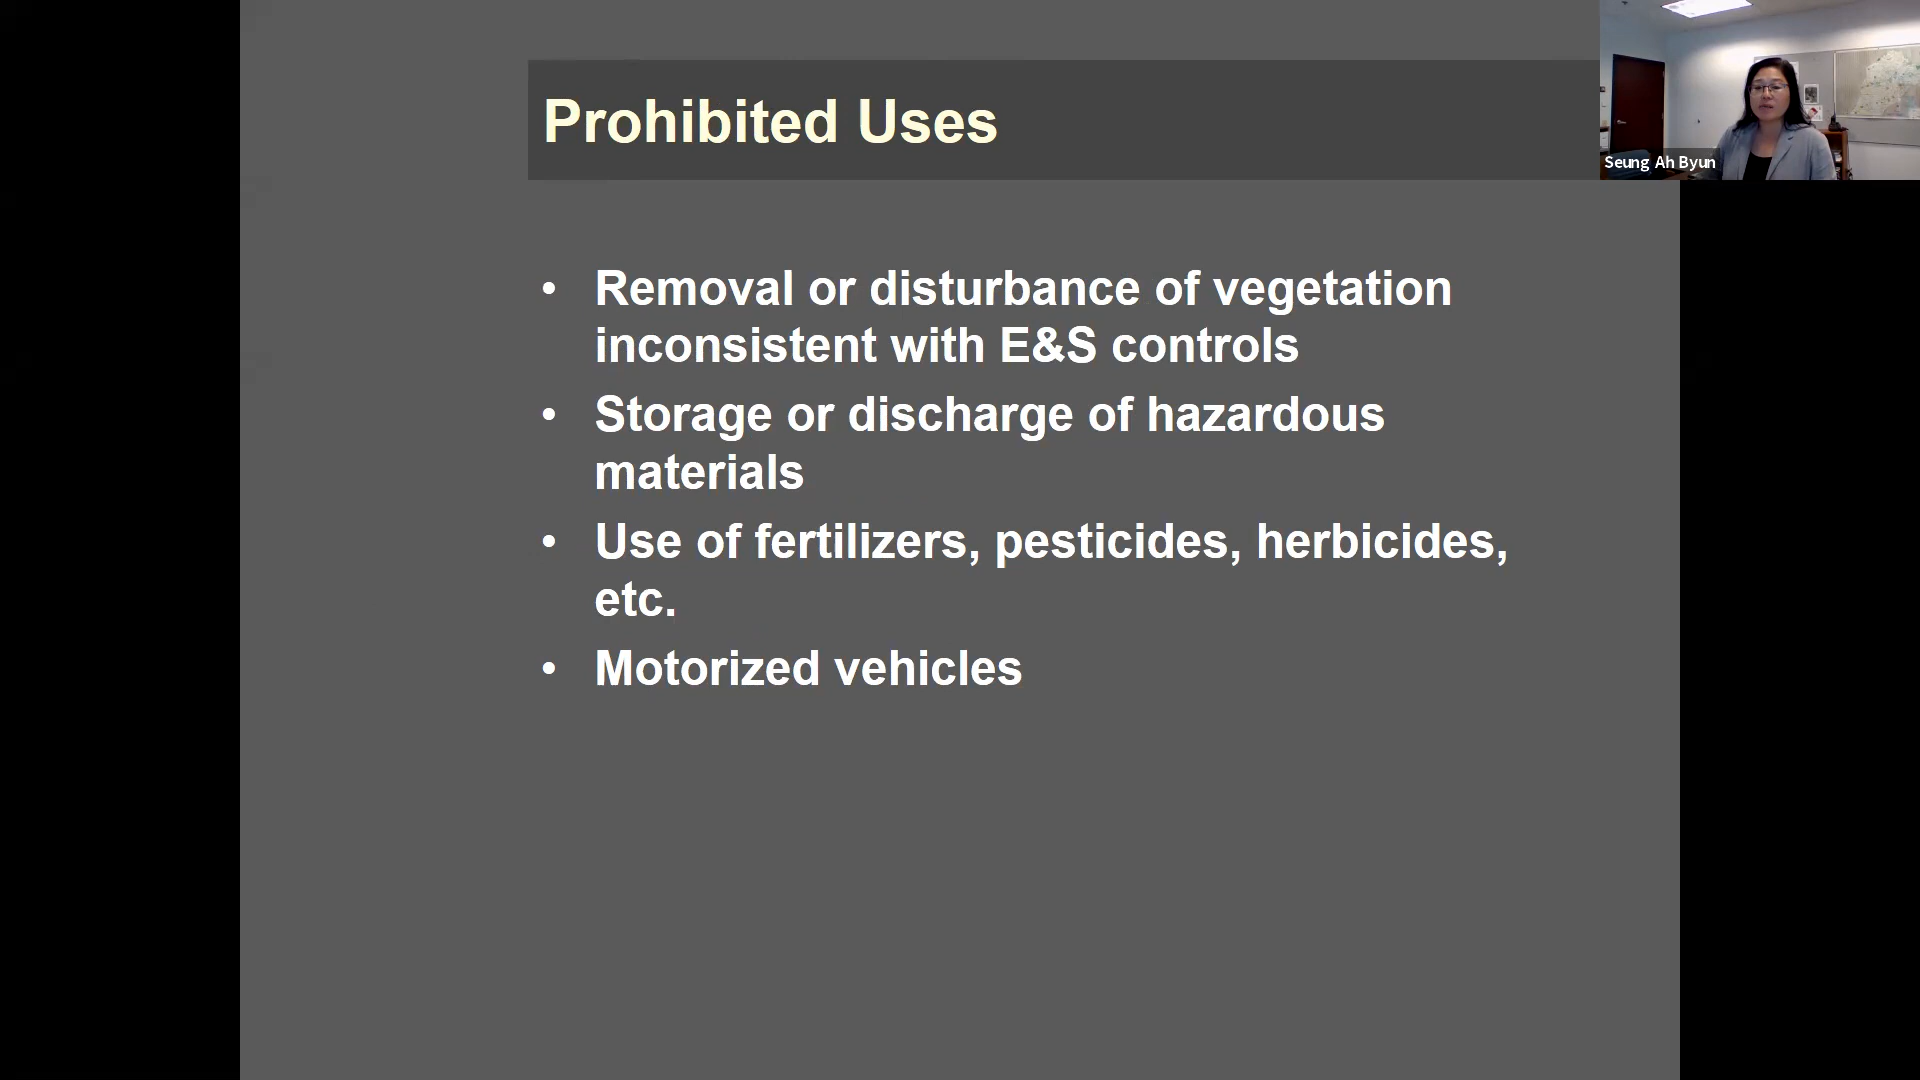 Prohibited Uses
Seung Ah Byun
• Removal or disturbance of vegetation
inconsistent with E&S controls
• Storage or discharge of hazardous
materials
• Use of fertilizers, pesticides, herbicides,
etc.
• Motorized vehicles